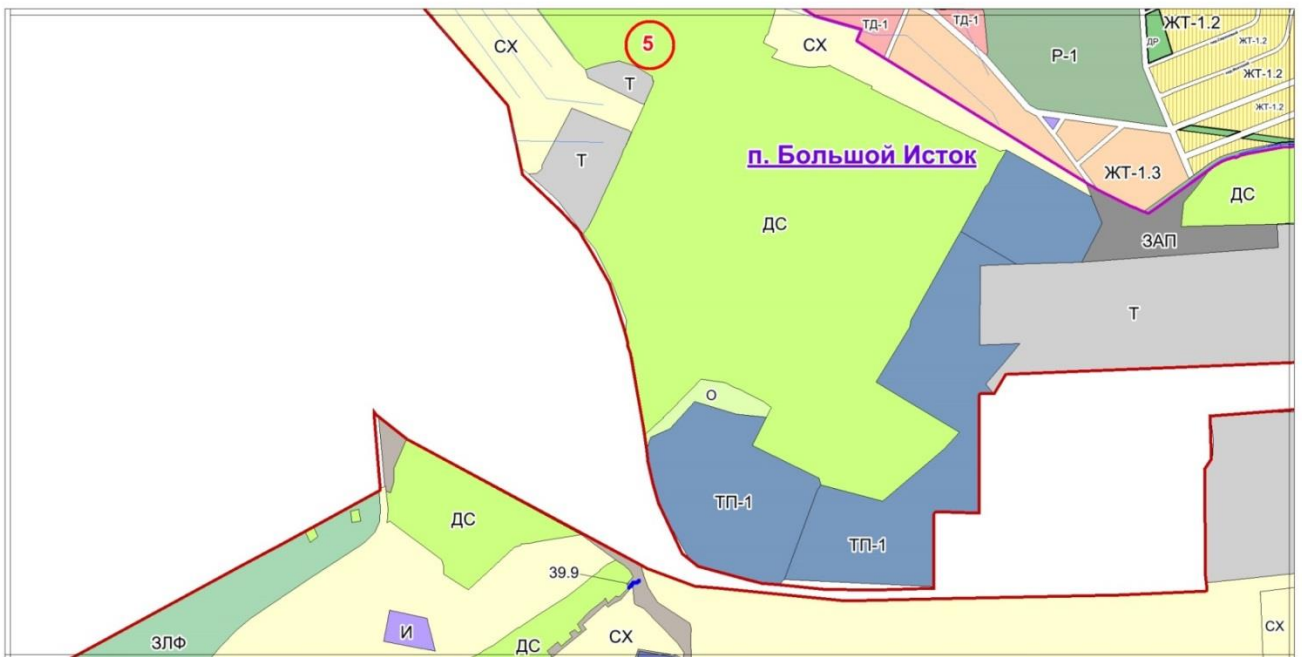 ТД-1
ТД-1
ЖТ-1.2
СХ
5
СХ
Р-1
ДР
ЖТ-1.2
ЖТ-1.2
ЖТ-1.2
Т
Т
п. Большой Исток
ЖТ-1.3
ДС
ДС
ЗАП
Т
О
ТП-1
ДС
ТП-1
39.9
ЗЛФ
И
ДС
СХ
СХ